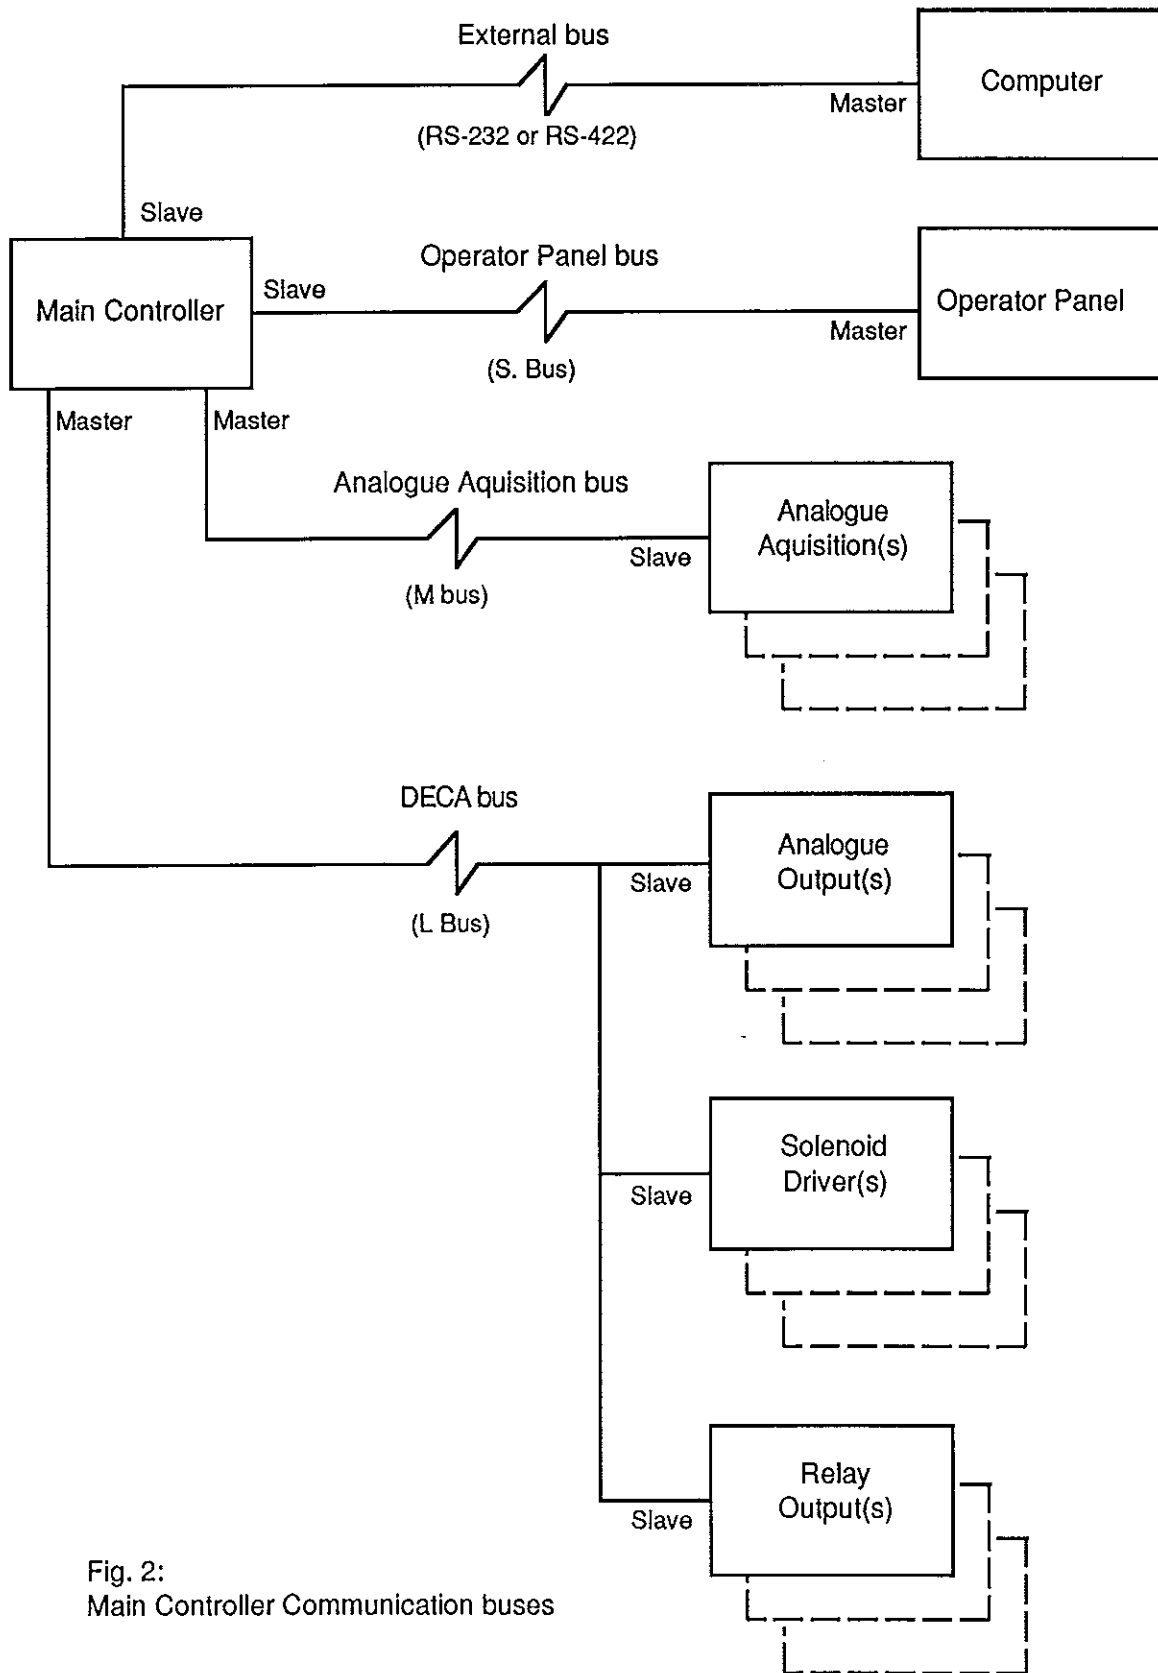 External bus
Computer
Master
(RS-232 or RS-422)
Slave
Operator Panel bus
Slave
Main Controller
Operator Panel
Master
(S. Bus)
Master
Master
Analogue Aquisition bus
Analogue
Aquisition(s)
Slave
(M bus)
DECA bus
Analogue
Output(s)
Slave
(L Bus)
Solenoid
Driver(s)
Slave
Relay
Output(s)
Slave
Fig. 2:
Main Controller Communication buses